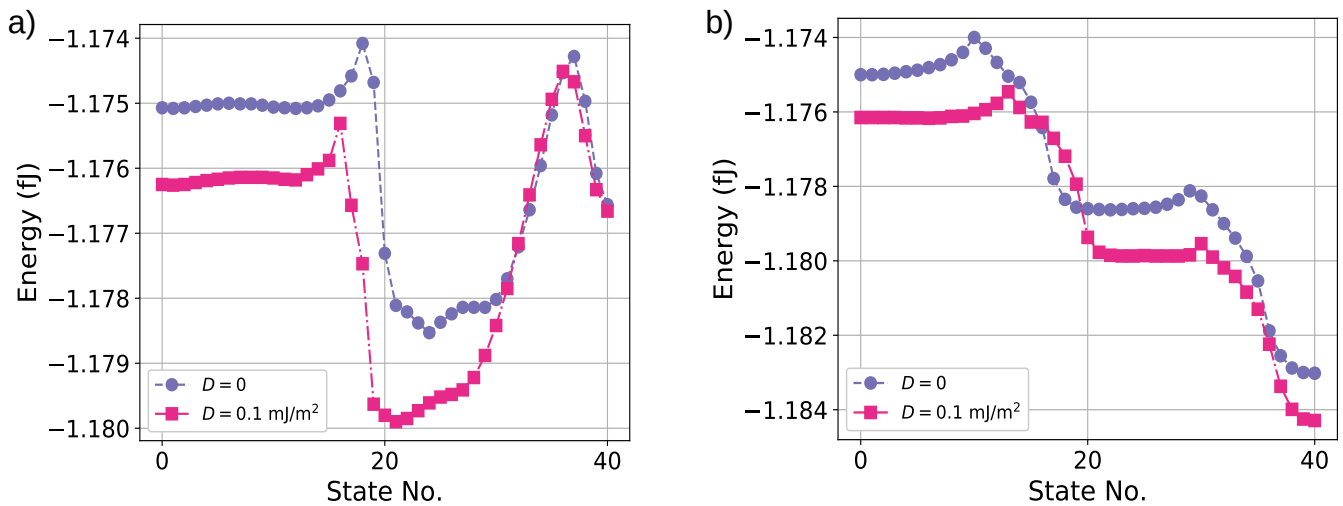 a)
Energy (fJ)
−1.174
−1.175
−1.176
−1.177
−1.178
−1.179
−1.180
D = 0
D = 0.1 mJ/m²
0
20
40
State No.
b)
Energy (fJ)
−1.174
−1.176
−1.178
−1.180
−1.182
−1.184
D = 0
D = 0.1 mJ/m²
0
20
40
State No.